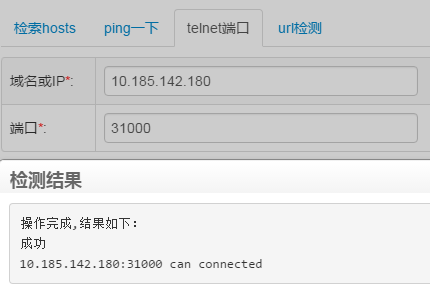 检索hosts
ping一下
telnet端口
url检测
域名或IP*:
10.185.142.180
端口*:
31000
检测结果
操作完成,结果如下:
成功
10.185.142.180:31000 can connected